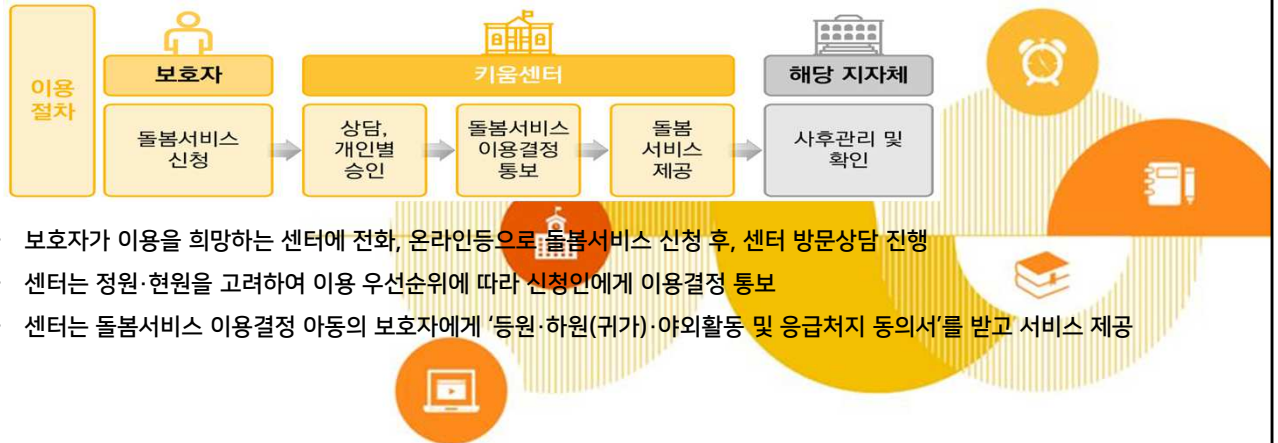 이용
절차
보호자
키움센터
해당 지자체
돌봄서비스
신청
상담,
개인별
승인
돌봄서비스
이용결정
통보
돌봄
서비스
제공
사후관리 및
확인
보호자가 이용을 희망하는 센터에 전화, 온라인등으로 돌봄서비스 신청 후, 센터 방문상담 진행
센터는 정원·현원을 고려하여 이용 우선순위에 따라 신청인에게 이용결정 통보
센터는 돌봄서비스 이용결정 아동의 보호자에게 ‘등원·하원(귀가)·야외활동 및 응급처지 동의서’를 받고 서비스 제공